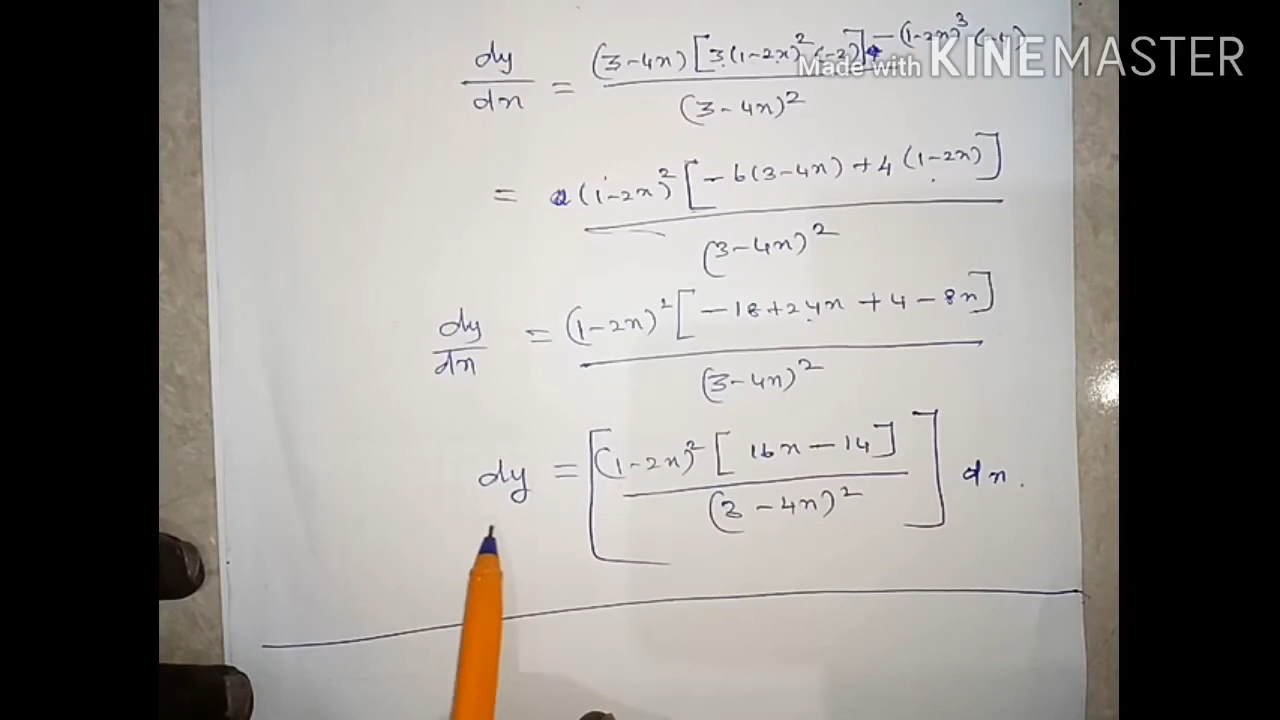 dy/dx = (3-4x) [3(1-2x)²(-2)] - (1-2x)³(-4) / (3-4x)²
Made with KINEMASTER
= (1-2x)² [-6(3-4x) + 4(1-2x)] / (3-4x)²
dy/dx = (1-2x)² [-18+24x + 4 - 8x] / (3-4x)²
dy = [(1-2x)² [16x - 14] / (3-4x)²] dx.